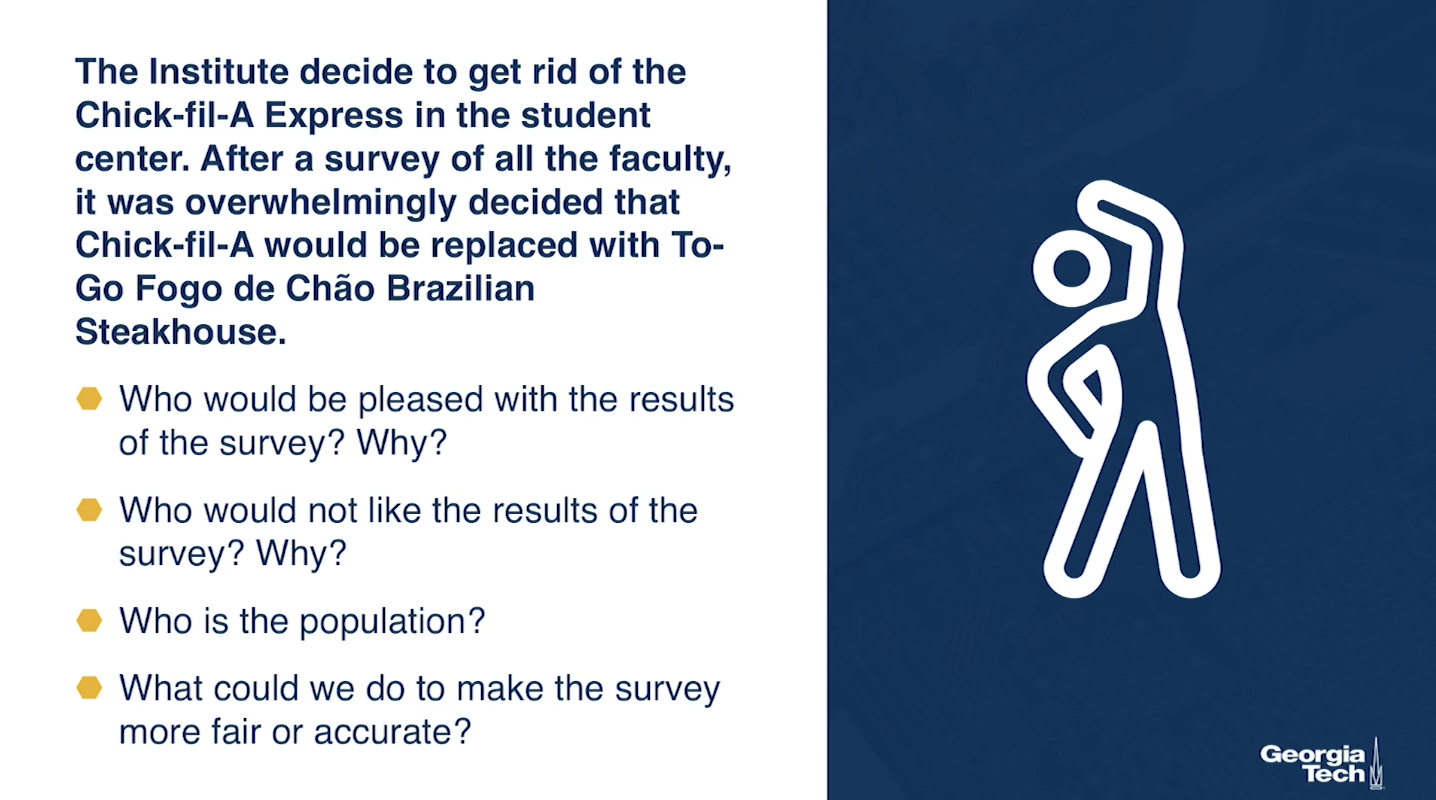 The Institute decide to get rid of the
Chick-fil-A Express in the student
center. After a survey of all the faculty,
it was overwhelmingly decided that
Chick-fil-A would be replaced with To-
Go Fogo de Chão Brazilian
Steakhouse.
Who would be pleased with the results
of the survey? Why?
Who would not like the results of the
survey? Why?
Who is the population?
What could we do to make the survey
more fair or accurate?
Georgia
Tech